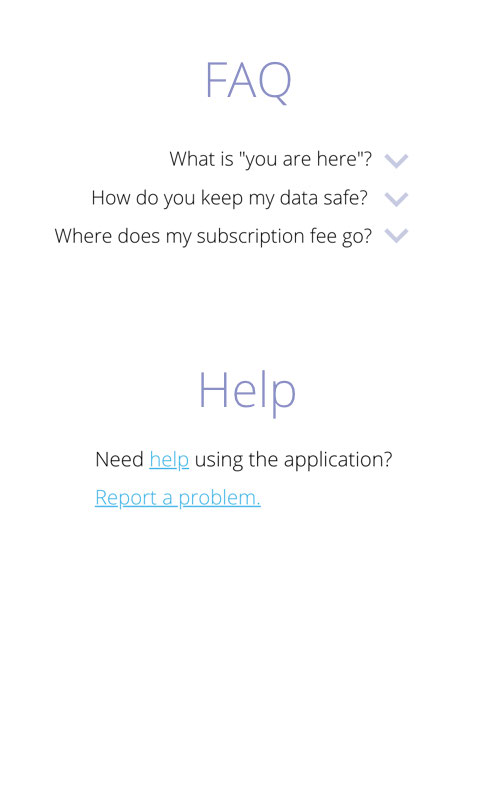 FAQ
What is "you are here"?
How do you keep my data safe?
Where does my subscription fee go?
Help
Need help using the application?
Report a problem.